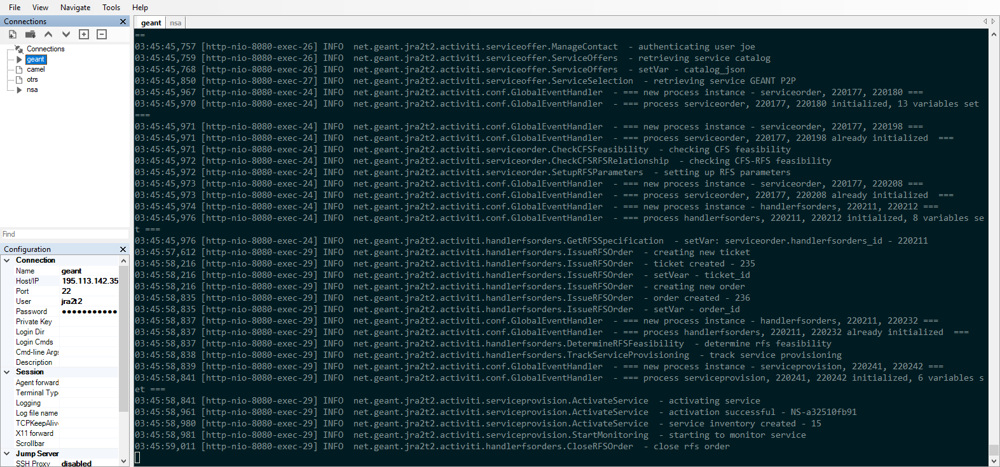 File View Navigate Tools Help
Connections
Connections
geant
camel
otrs
nsa
Find
Configuration
Connection
Name geant
Host/IP 195.113.142.35
Port 22
User jra2t2
Password ●●●●●●●●●●●
Private Key
Login Dir
Login Cmds
Cmd-line Args
Description
Session
Agent forward
Terminal Typ
Logging
Log file name
TCPKeepAliv
X11 forward
Scrollbar
Jump Server
SSH Proxy disabled
geant nsa
==
03:45:45,757 [http-nio-8080-exec-26] INFO  net.geant.jra2t2.activiti.serviceoffer.ManageContact  - authenticating user joe
03:45:45,759 [http-nio-8080-exec-26] INFO  net.geant.jra2t2.activiti.serviceoffer.ServiceOffers  - retrieving service catalog
03:45:45,768 [http-nio-8080-exec-26] INFO  net.geant.jra2t2.activiti.serviceoffer.ServiceOffers  - setVar - catalog_json
03:45:45,850 [http-nio-8080-exec-27] INFO  net.geant.jra2t2.activiti.serviceoffer.ServiceSelection  - retrieving service GEANT P2P
03:45:45,967 [http-nio-8080-exec-24] INFO  net.geant.jra2t2.activiti.conf.GlobalEventHandler  - === new process instance - serviceorder, 220177, 220180 ===
03:45:45,970 [http-nio-8080-exec-24] INFO  net.geant.jra2t2.activiti.conf.GlobalEventHandler  - === process serviceorder, 220177, 220180 initialized, 13 variables set
===
03:45:45,971 [http-nio-8080-exec-24] INFO  net.geant.jra2t2.activiti.conf.GlobalEventHandler  - === new process instance - serviceorder, 220177, 220198 ===
03:45:45,971 [http-nio-8080-exec-24] INFO  net.geant.jra2t2.activiti.conf.GlobalEventHandler  - === process serviceorder, 220177, 220198 already initialized  ===
03:45:45,971 [http-nio-8080-exec-24] INFO  net.geant.jra2t2.activiti.serviceorder.CheckCFSFeasibility  - checking CFS feasibility
03:45:45,972 [http-nio-8080-exec-24] INFO  net.geant.jra2t2.activiti.serviceorder.CheckCFSRFSRelationship  - checking CFS-RFS feasibility
03:45:45,972 [http-nio-8080-exec-24] INFO  net.geant.jra2t2.activiti.serviceorder.SetupRFSParameters  - setting up RFS parameters
03:45:45,973 [http-nio-8080-exec-24] INFO  net.geant.jra2t2.activiti.conf.GlobalEventHandler  - === new process instance - serviceorder, 220177, 220208 ===
03:45:45,973 [http-nio-8080-exec-24] INFO  net.geant.jra2t2.activiti.conf.GlobalEventHandler  - === process serviceorder, 220177, 220208 already initialized  ===
03:45:45,974 [http-nio-8080-exec-24] INFO  net.geant.jra2t2.activiti.conf.GlobalEventHandler  - === new process instance - handlerfsorders, 220211, 220212 ===
03:45:45,976 [http-nio-8080-exec-24] INFO  net.geant.jra2t2.activiti.conf.GlobalEventHandler  - === process handlerfsorders, 220211, 220212 initialized, 8 variables se
t ===
03:45:45,976 [http-nio-8080-exec-24] INFO  net.geant.jra2t2.activiti.handlerfsorders.GetRFSSpecification  - setVar: serviceorder.handlerfsorders_id - 220211
03:45:57,612 [http-nio-8080-exec-29] INFO  net.geant.jra2t2.activiti.handlerfsorders.IssueRFSOrder  - creating new ticket
03:45:58,216 [http-nio-8080-exec-29] INFO  net.geant.jra2t2.activiti.handlerfsorders.IssueRFSOrder  - ticket created - 235
03:45:58,216 [http-nio-8080-exec-29] INFO  net.geant.jra2t2.activiti.handlerfsorders.IssueRFSOrder  - setVear - ticket_id
03:45:58,216 [http-nio-8080-exec-29] INFO  net.geant.jra2t2.activiti.handlerfsorders.IssueRFSOrder  - creating new order
03:45:58,835 [http-nio-8080-exec-29] INFO  net.geant.jra2t2.activiti.handlerfsorders.IssueRFSOrder  - order created - 236
03:45:58,835 [http-nio-8080-exec-29] INFO  net.geant.jra2t2.activiti.handlerfsorders.IssueRFSOrder  - setVar - order_id
03:45:58,837 [http-nio-8080-exec-29] INFO  net.geant.jra2t2.activiti.conf.GlobalEventHandler  - === new process instance - handlerfsorders, 220211, 220232 ===
03:45:58,837 [http-nio-8080-exec-29] INFO  net.geant.jra2t2.activiti.conf.GlobalEventHandler  - === process handlerfsorders, 220211, 220232 already initialized  ===
03:45:58,837 [http-nio-8080-exec-29] INFO  net.geant.jra2t2.activiti.handlerfsorders.DetermineRFSFeasibility  - determine rfs feasibility
03:45:58,838 [http-nio-8080-exec-29] INFO  net.geant.jra2t2.activiti.handlerfsorders.TrackServiceProvisioning  - track service provisioning
03:45:58,839 [http-nio-8080-exec-29] INFO  net.geant.jra2t2.activiti.conf.GlobalEventHandler  - === new process instance - serviceprovision, 220241, 220242 ===
03:45:58,841 [http-nio-8080-exec-29] INFO  net.geant.jra2t2.activiti.conf.GlobalEventHandler  - === process serviceprovision, 220241, 220242 initialized, 6 variables s
et ===
03:45:58,841 [http-nio-8080-exec-29] INFO  net.geant.jra2t2.activiti.serviceprovision.ActivateService  - activating service
03:45:58,961 [http-nio-8080-exec-29] INFO  net.geant.jra2t2.activiti.serviceprovision.ActivateService  - activation successful - NS-a32510fb91
03:45:58,980 [http-nio-8080-exec-29] INFO  net.geant.jra2t2.activiti.serviceprovision.ActivateService  - service inventory created - 15
03:45:58,981 [http-nio-8080-exec-29] INFO  net.geant.jra2t2.activiti.serviceprovision.StartMonitoring  - starting to monitor service
03:45:59,011 [http-nio-8080-exec-29] INFO  net.geant.jra2t2.activiti.handlerfsorders.CloseRFSOrder  - close rfs order